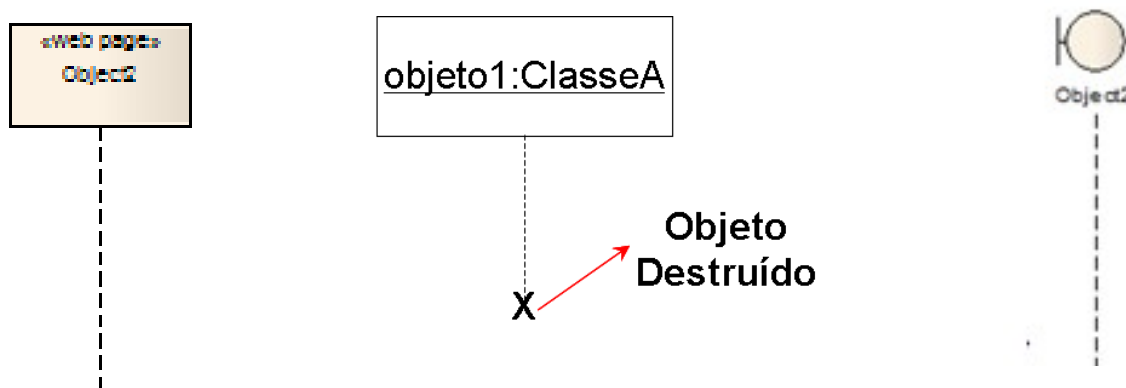 «web page»
Object2
objeto1:ClasseA
Objeto
Destruído
X
Object2